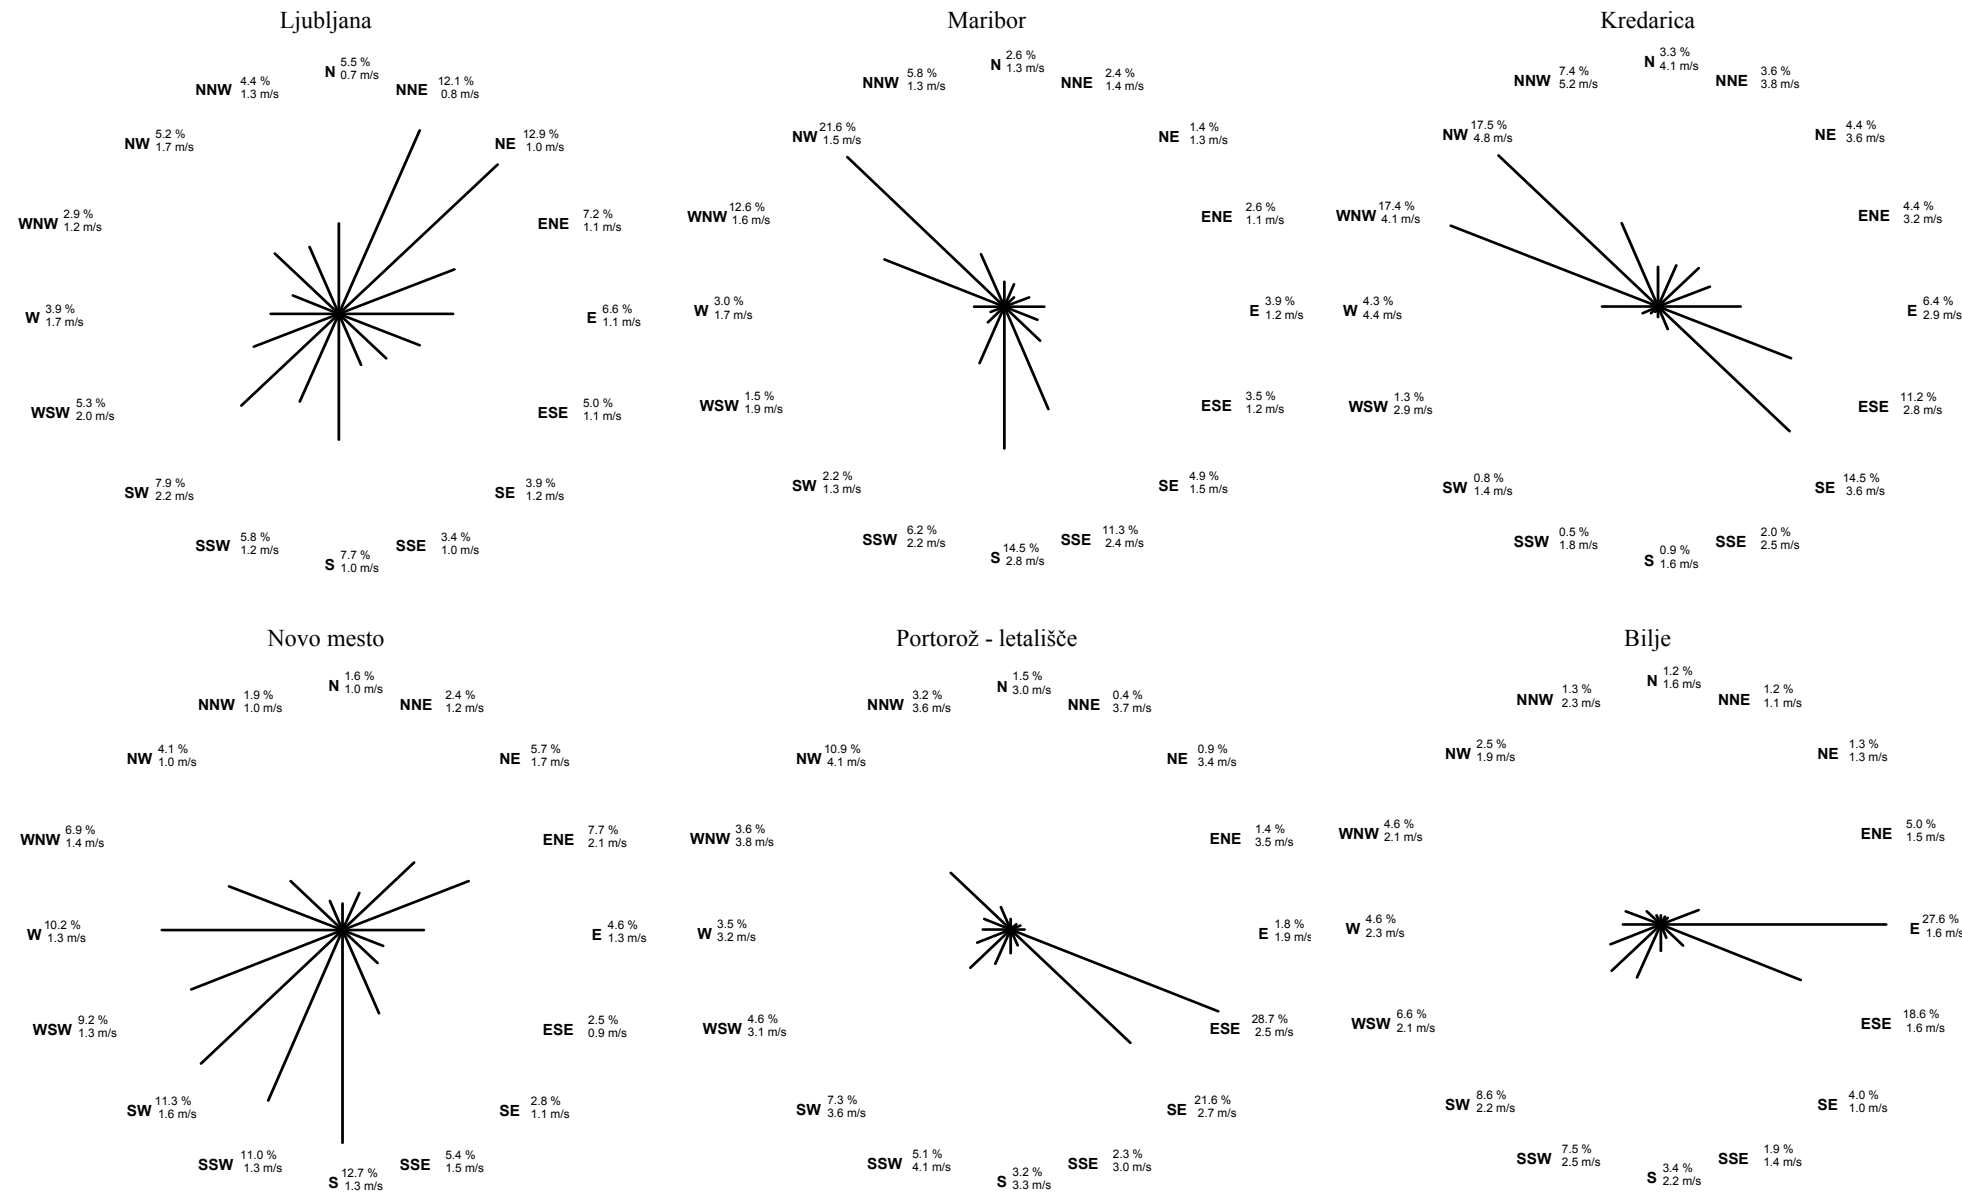 Ljubljana
N 5.5 %
0.7 m/s
NNE 12.1 %
0.8 m/s
NE 12.9 %
1.0 m/s
ENE 7.2 %
1.1 m/s
E 6.6 %
1.1 m/s
ESE 5.0 %
1.1 m/s
SE 3.9 %
1.2 m/s
SSE 3.4 %
1.0 m/s
S 7.7 %
1.0 m/s
SSW 5.8 %
1.2 m/s
SW 7.9 %
2.2 m/s
WSW 5.3 %
2.0 m/s
W 3.9 %
1.7 m/s
WNW 2.9 %
1.2 m/s
NW 5.2 %
1.7 m/s
NNW 4.4 %
1.3 m/s
Maribor
N 2.6 %
1.3 m/s
NNE 2.4 %
1.4 m/s
NE 1.4 %
1.3 m/s
ENE 2.6 %
1.1 m/s
E 3.9 %
1.2 m/s
ESE 3.5 %
1.2 m/s
SE 4.9 %
1.5 m/s
SSE 11.3 %
2.4 m/s
S 14.5 %
2.8 m/s
SSW 6.2 %
2.2 m/s
SW 2.2 %
1.3 m/s
WSW 1.5 %
1.9 m/s
W 3.0 %
1.7 m/s
WNW 12.6 %
1.6 m/s
NW 21.6 %
1.5 m/s
NNW 5.8 %
1.3 m/s
Kredarica
N 3.3 %
4.1 m/s
NNE 3.6 %
3.8 m/s
NE 4.4 %
3.6 m/s
ENE 4.4 %
3.2 m/s
E 6.4 %
2.9 m/s
ESE 11.2 %
2.8 m/s
SE 14.5 %
3.6 m/s
SSE 2.0 %
2.5 m/s
S 0.9 %
1.6 m/s
SSW 0.5 %
1.8 m/s
SW 0.8 %
1.4 m/s
WSW 1.3 %
2.9 m/s
W 4.3 %
4.4 m/s
WNW 17.4 %
4.1 m/s
NW 17.5 %
4.8 m/s
NNW 7.4 %
5.2 m/s
Novo mesto
N 1.6 %
1.0 m/s
NNE 2.4 %
1.2 m/s
NE 5.7 %
1.7 m/s
ENE 7.7 %
2.1 m/s
E 4.6 %
1.3 m/s
ESE 2.5 %
0.9 m/s
SE 2.8 %
1.1 m/s
SSE 5.4 %
1.5 m/s
S 12.7 %
1.3 m/s
SSW 11.0 %
1.3 m/s
SW 11.3 %
1.6 m/s
WSW 9.2 %
1.3 m/s
W 10.2 %
1.3 m/s
WNW 6.9 %
1.4 m/s
NW 4.1 %
1.0 m/s
NNW 1.9 %
1.0 m/s
Portorož - letališče
N 1.5 %
3.0 m/s
NNE 0.4 %
3.7 m/s
NE 0.9 %
3.4 m/s
ENE 1.4 %
3.5 m/s
E 1.8 %
1.9 m/s
ESE 28.7 %
2.5 m/s
SE 21.6 %
2.7 m/s
SSE 2.3 %
3.0 m/s
S 3.2 %
3.3 m/s
SSW 5.1 %
4.1 m/s
SW 7.3 %
3.6 m/s
WSW 4.6 %
3.1 m/s
W 3.5 %
3.2 m/s
WNW 3.6 %
3.8 m/s
NW 10.9 %
4.1 m/s
NNW 3.2 %
3.6 m/s
Bilje
N 1.2 %
1.6 m/s
NNE 1.2 %
1.1 m/s
NE 1.3 %
1.3 m/s
ENE 5.0 %
1.5 m/s
E 27.6 %
1.6 m/s
ESE 18.6 %
1.6 m/s
SE 4.0 %
1.0 m/s
SSE 1.9 %
1.4 m/s
S 3.4 %
2.2 m/s
SSW 7.5 %
2.5 m/s
SW 8.6 %
2.2 m/s
WSW 6.6 %
2.1 m/s
W 4.6 %
2.3 m/s
WNW 4.6 %
2.1 m/s
NW 2.5 %
1.9 m/s
NNW 1.3 %
2.3 m/s